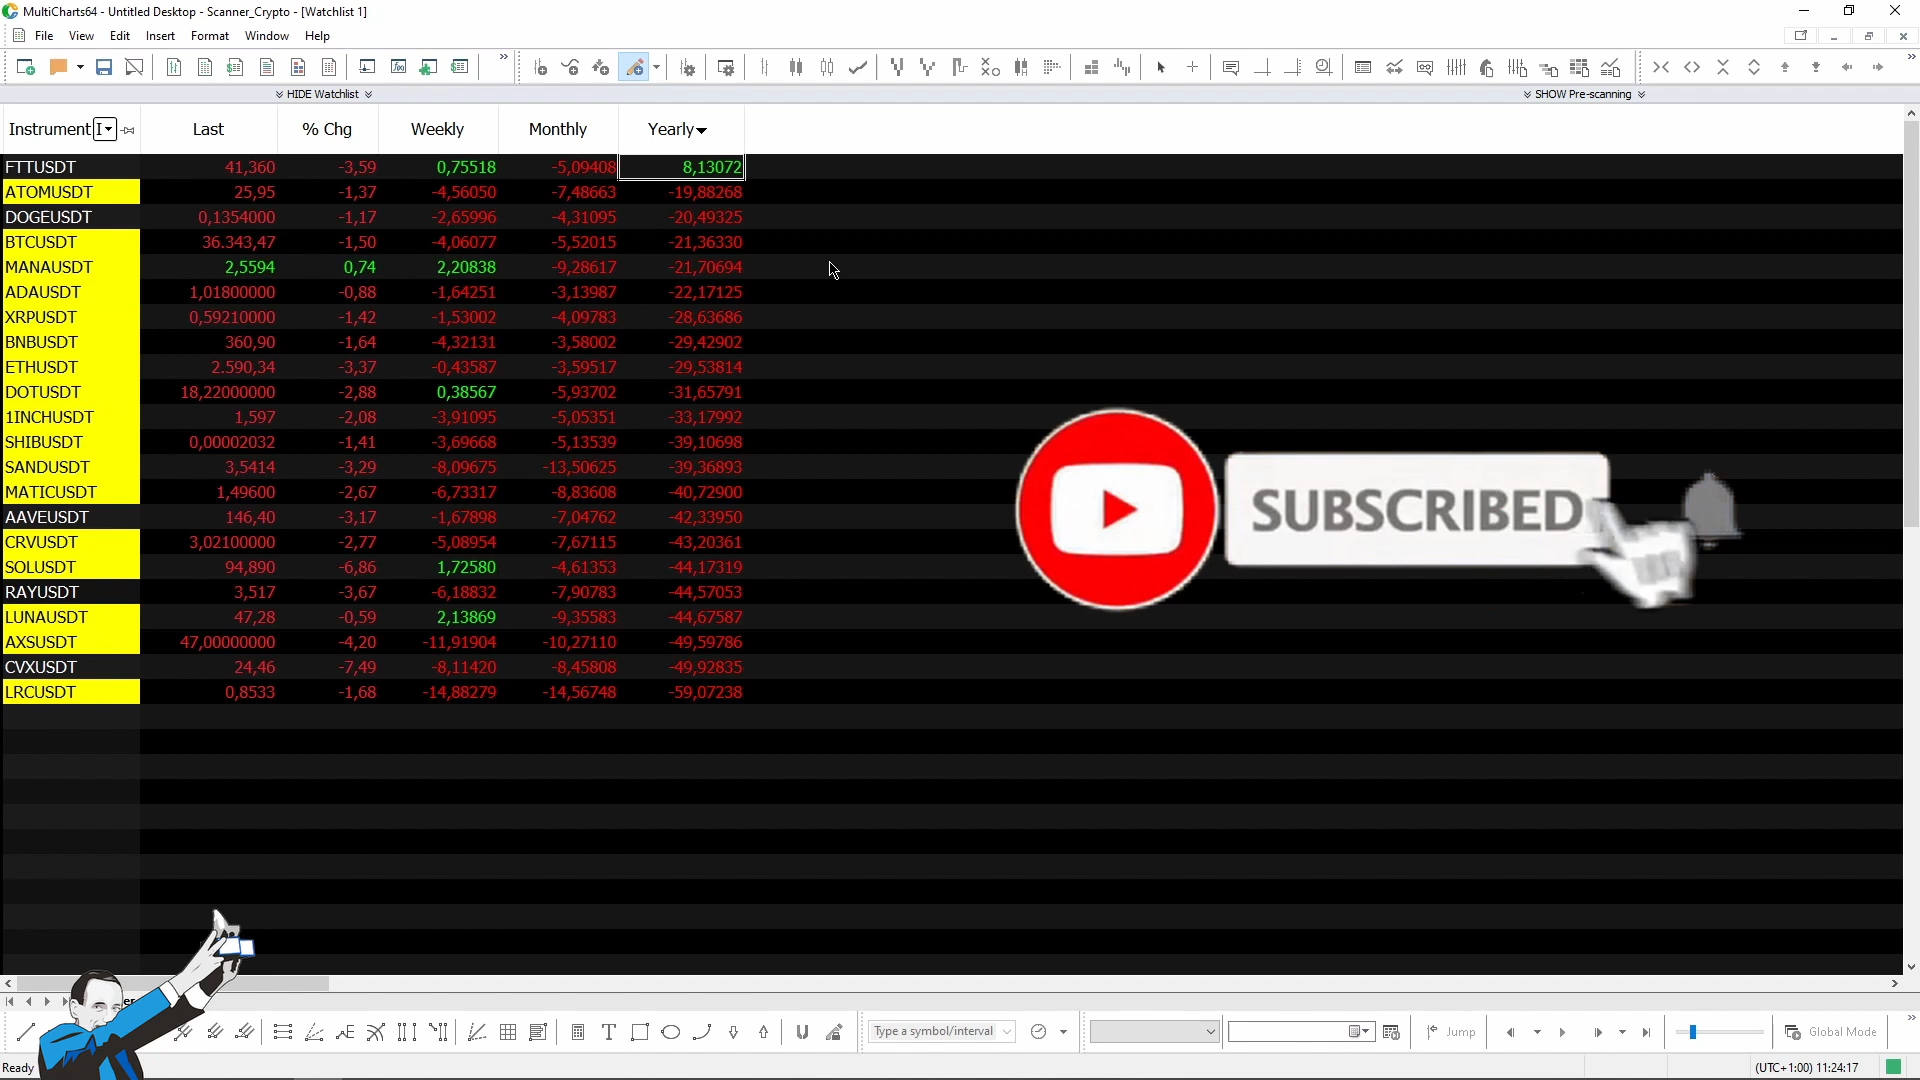 MultiCharts64 - Untitled Desktop - Scanner_Crypto - [Watchlist 1]
File View Edit Insert Format Window Help
HIDE Watchlist SHOW Pre-scanning
Instrument Last % Chg Weekly Monthly Yearly
FTTUSDT 41,360 -3,59 0,75518 -5,09408 8,13072
ATOMUSDT 25,95 -1,37 -4,56050 -7,48663 -19,88268
DOGEUSDT 0,1354000 -1,17 -2,65996 -4,31095 -20,49325
BTCUSDT 36.343,47 -1,50 -4,06077 -5,52015 -21,36330
MANAUSDT 2,5594 0,74 2,20838 -9,28617 -21,70694
ADAUSDT 1,01800000 -0,88 -1,64251 -3,13987 -22,17125
XRPUSDT 0,59210000 -1,42 -1,53002 -4,09783 -28,63686
BNBUSDT 360,90 -1,64 -4,32131 -3,58002 -29,42902
ETHUSDT 2.590,34 -3,37 -0,43587 -3,59517 -29,53814
DOTUSDT 18,22000000 -2,88 0,38567 -5,93702 -31,65791
1INCHUSDT 1,597 -2,08 -3,91095 -5,05351 -33,17992
SHIBUSDT 0,00002032 -1,41 -3,69668 -5,13539 -39,10698
SANDUSDT 3,5414 -3,29 -8,09675 -13,50625 -39,36893
MATICUSDT 1,49600 -2,67 -6,73317 -8,83608 -40,72900
AAVEUSDT 146,40 -3,17 -1,67898 -7,04762 -42,33950
CRVUSDT 3,02100000 -2,77 -5,08954 -7,67115 -43,20361
SOLUSDT 94,890 -6,86 1,72580 -4,61353 -44,17319
RAYUSDT 3,517 -3,67 -6,18832 -7,90783 -44,57053
LUNAUSDT 47,28 -0,59 2,13869 -9,35583 -44,67587
AXSUSDT 47,00000000 -4,20 -11,91904 -10,27110 -49,59786
CVXUSDT 24,46 -7,49 -8,11420 -8,45808 -49,92835
LRCUSDT 0,8533 -1,68 -14,88279 -14,56748 -59,07238
SUBSCRIBED
Type a symbol/interval Jump Global Mode
Ready (UTC+1:00) 11:24:17